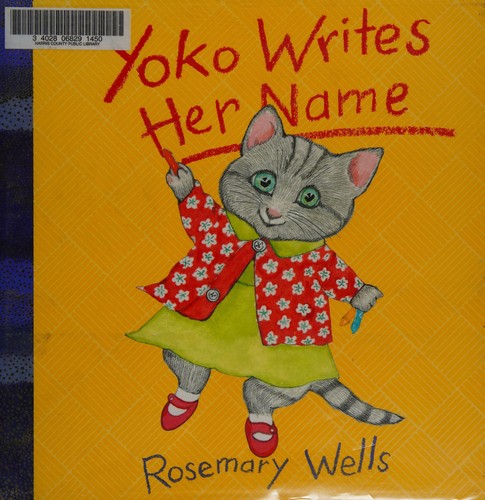 3 4028 06629 1450
HARRIS COUNTY PUBLIC LIBRARY
Yoko Writes
Her Name
Rosemary Wells